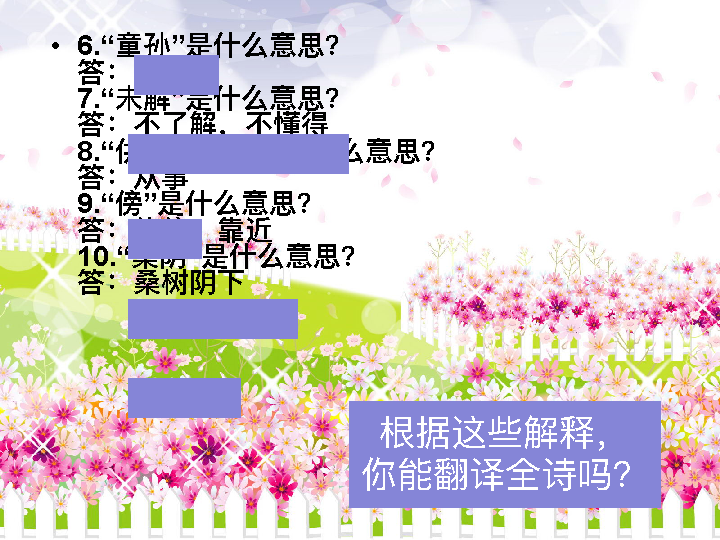 • 6.“童孙”是什么意思？
答：
7.“未解”是什么意思？
答：不了解，不懂得
8.“ 么意思？
答：从事
9.“傍”是什么意思？
答： 靠近
10.“桑阴”是什么意思？
答：桑树阴下
根据这些解释，
你能翻译全诗吗？